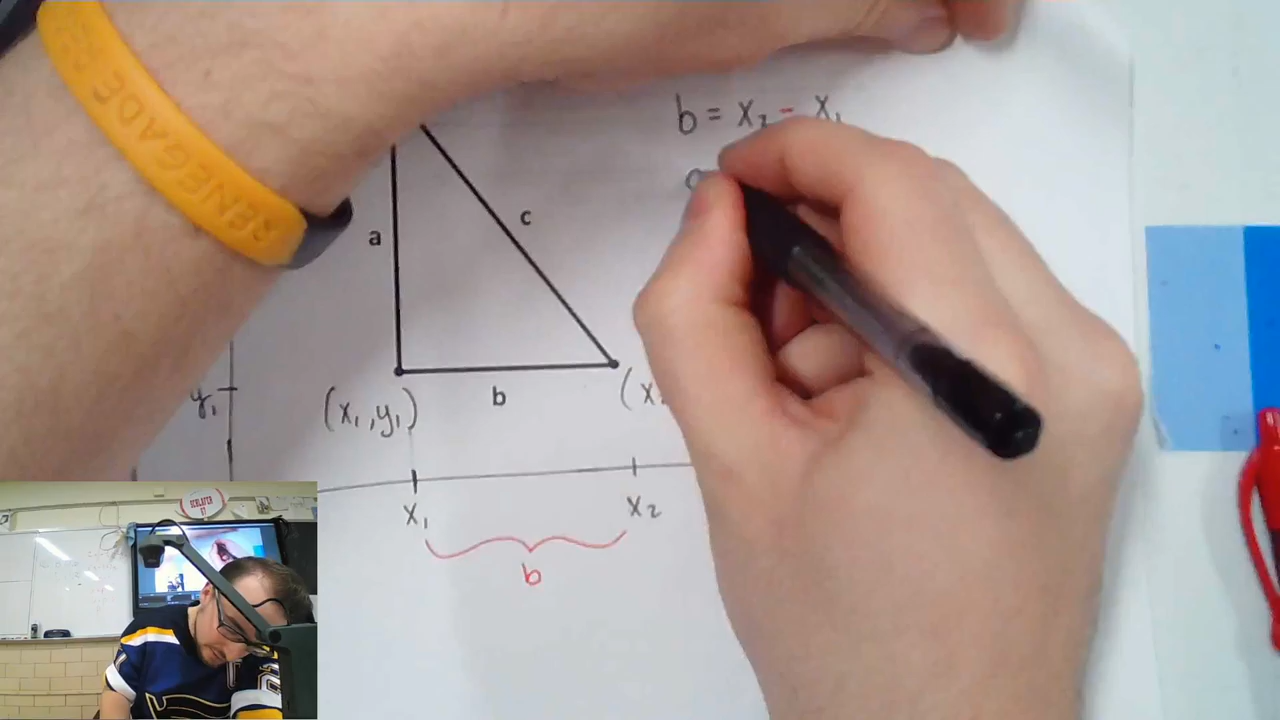 RENEGADE
b = x₂ - x₁
a
c
a
b
(x₁, y₁)
(x
y₁
x₁
x₂
b